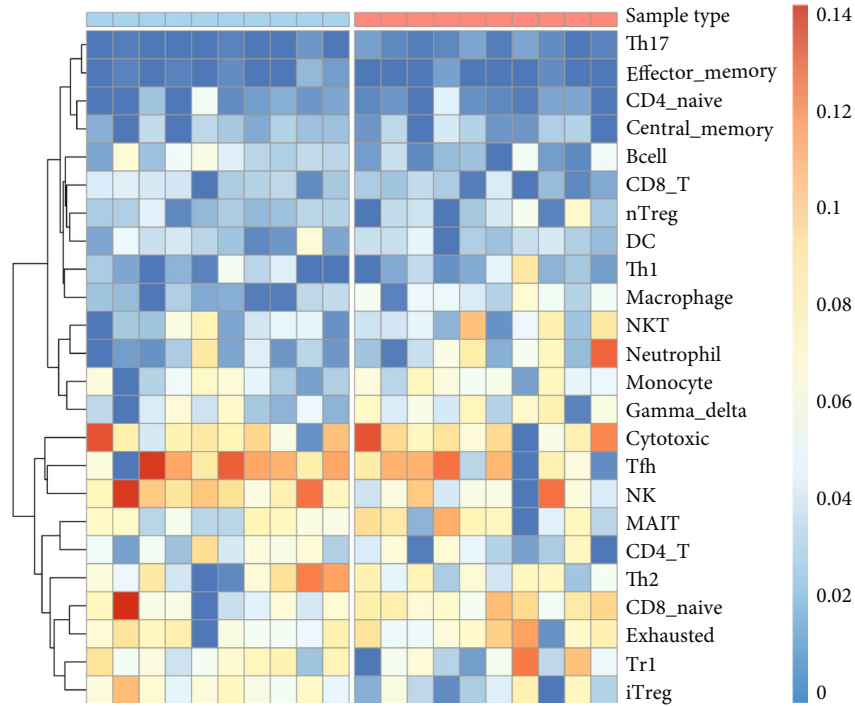 Sample type
Th17
Effector_memory
CD4_naive
Central_memory
Bcell
CD8_T
nTreg
DC
Th1
Macrophage
NKT
Neutrophil
Monocyte
Gamma_delta
Cytotoxic
Tfh
NK
MAIT
CD4_T
Th2
CD8_naive
Exhausted
Tr1
iTreg
0.14
0.12
0.1
0.08
0.06
0.04
0.02
0